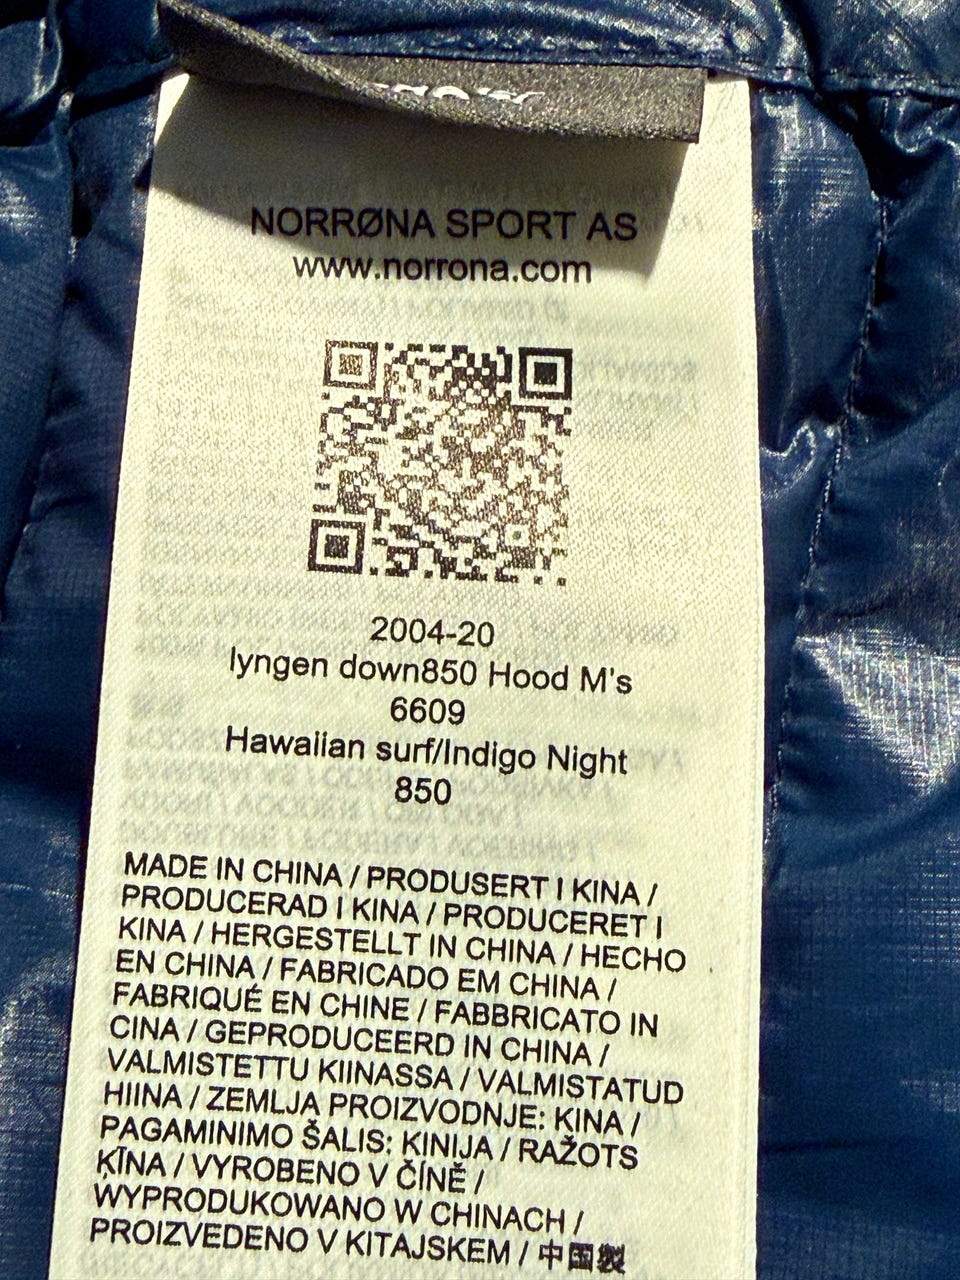 NORRØNA SPORT AS
www.norrona.com
2004-20
lyngen down850 Hood M's
6609
Hawaiian surf/Indigo Night
850
MADE IN CHINA / PRODUSERT I KINA /
PRODUCERAD I KINA / PRODUCERET I
KINA / HERGESTELLT IN CHINA / HECHO
EN CHINA / FABRICADO EM CHINA /
FABRIQUÉ EN CHINE / FABBRICATO IN
CINA / GEPRODUCEERD IN CHINA /
VALMISTETTU KIINASSA / VALMISTATUD
HIINA / ZEMLJA PROIZVODNJE: KINA /
PAGAMINIMO ŠALIS: KINIJA / RAŽOTS
ĶĪNA / VYROBENO V ČÍNĚ /
WYPRODUKOWANO W CHINACH /
PROIZVEDENO V KITAJSKEM / 中国製